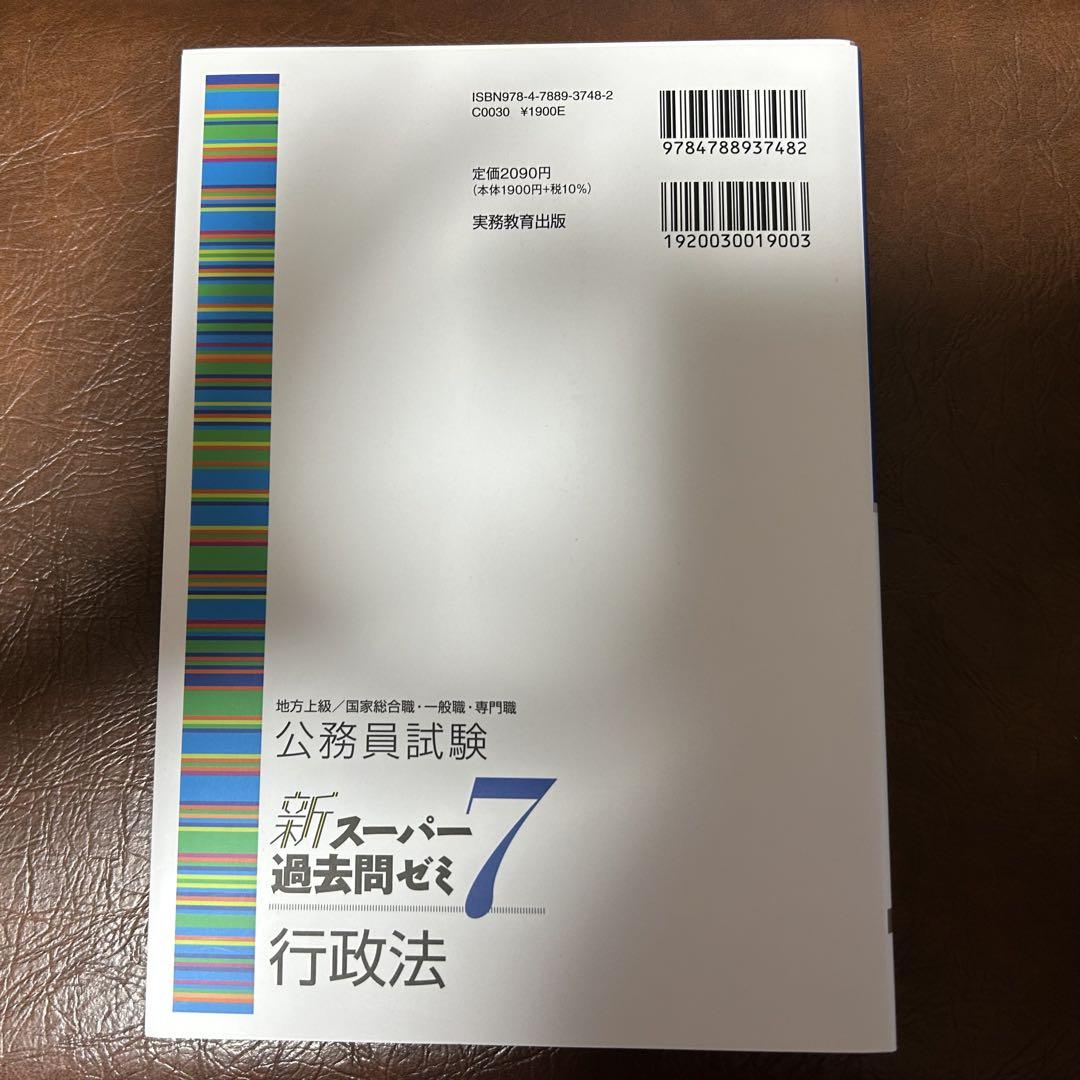 ISBN978-4-7889-3748-2
C0030 ¥1900E
9784788937482
定価2090円
(本体1900円+税10%)
実務教育出版
1920030019003
地方上級/国家総合職・一般職・専門職
公務員試験
新スーパー
過去問ゼミ7
行政法